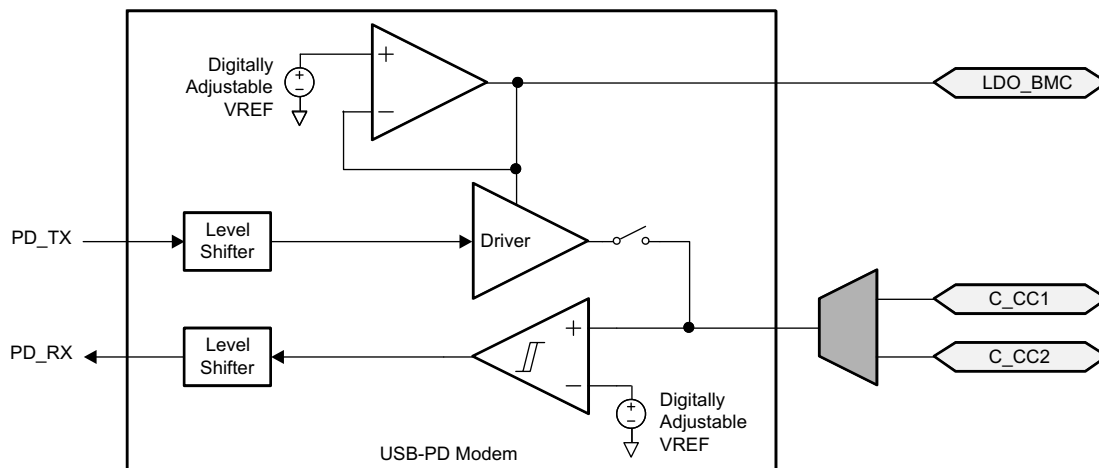 Digitally
Adjustable
VREF
+
−
+
−
LDO_BMC
PD_TX
Level
Shifter
Driver
C_CC1
PD_RX
Level
Shifter
+
−
C_CC2
Digitally
Adjustable
VREF
+
−
USB-PD Modem